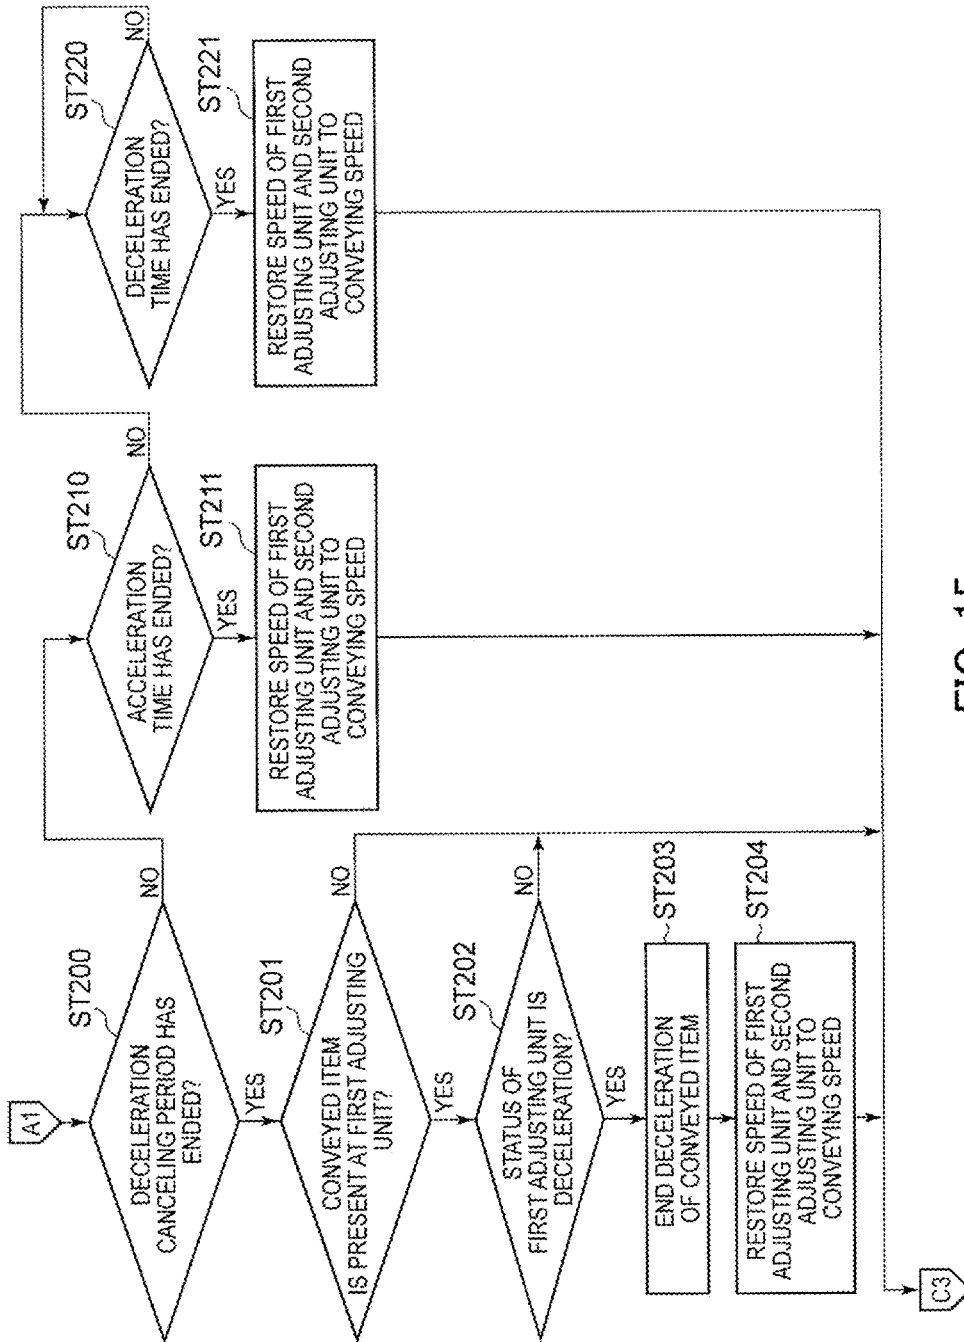 A1
ST200
DECELERATION
CANCELING PERIOD HAS
ENDED?
NO
YES
ST201
CONVEYED ITEM
IS PRESENT AT FIRST ADJUSTING
UNIT?
NO
YES
ST202
STATUS OF
FIRST ADJUSTING UNIT IS
DECELERATION?
NO
YES
ST203
END DECELERATION
OF CONVEYED ITEM
ST204
RESTORE SPEED OF FIRST
ADJUSTING UNIT AND SECOND
ADJUSTING UNIT TO
CONVEYING SPEED
ST210
ACCELERATION
TIME HAS ENDED?
NO
YES
ST211
RESTORE SPEED OF FIRST
ADJUSTING UNIT AND SECOND
ADJUSTING UNIT TO
CONVEYING SPEED
ST220
DECELERATION
TIME HAS ENDED?
NO
YES
ST221
RESTORE SPEED OF FIRST
ADJUSTING UNIT AND SECOND
ADJUSTING UNIT TO
CONVEYING SPEED
C3